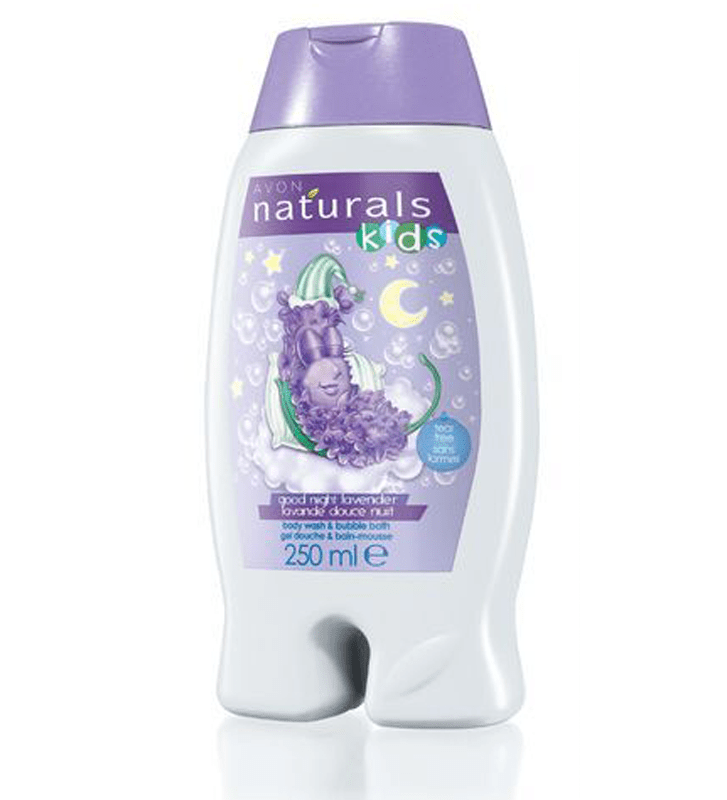 AVON
naturals
kids
tear
free
sans
larmes
good night lavender
lavande douce nuit
body wash & bubble bath
gel douche & bain-mousse
250 ml e